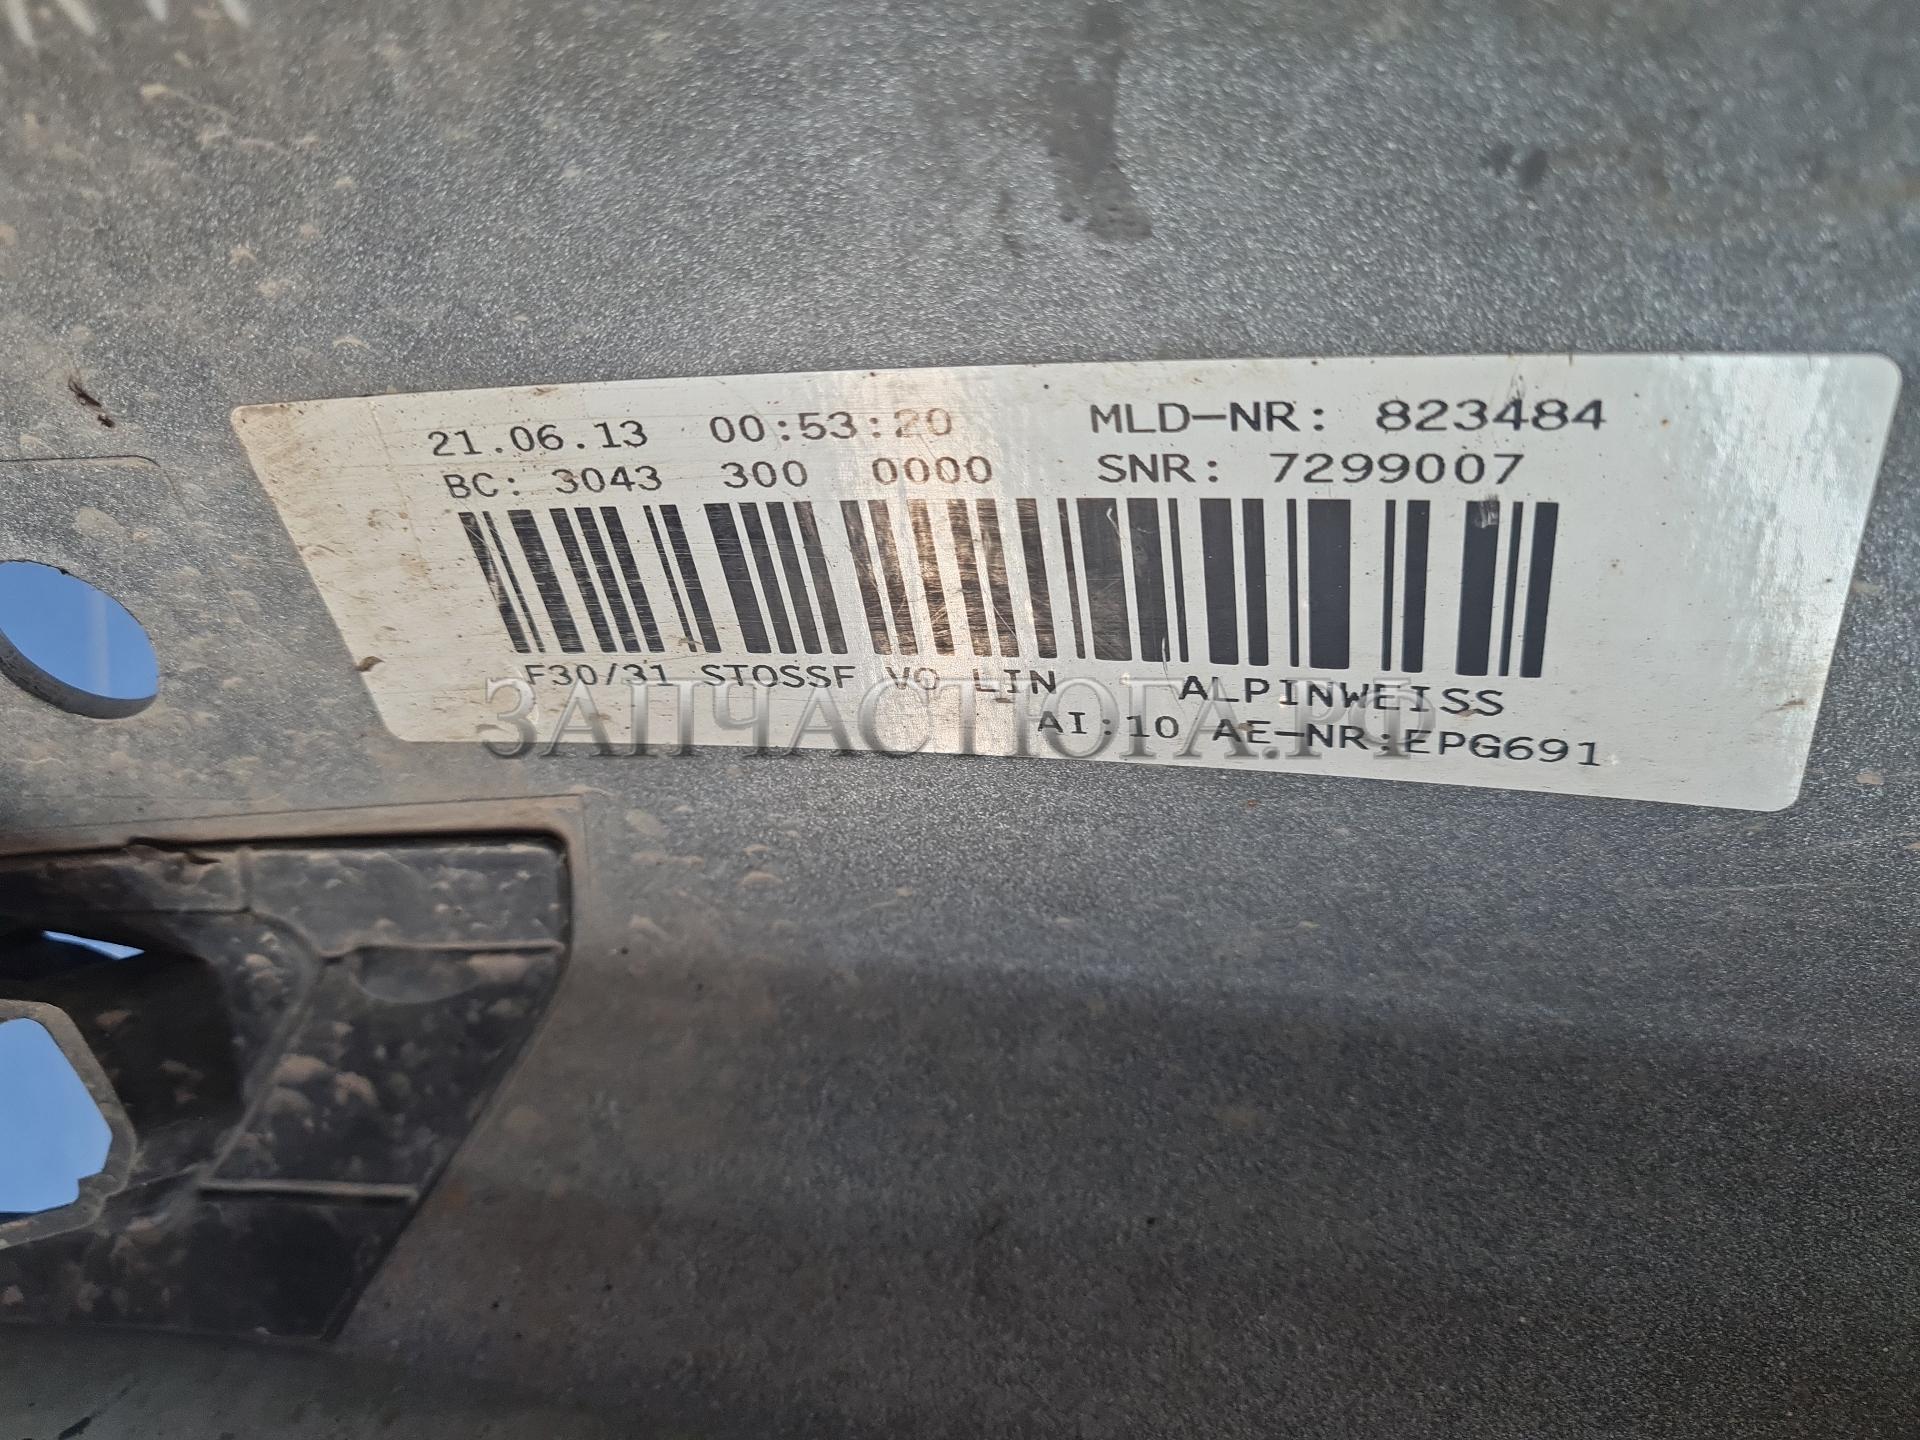 21.06.13 00:53:20 MLD-NR: 823484
BC: 3043 300 0000 SNR: 7299007
F30/31 STOSSF VO LIN ALPINWEISS
ЗАПЧАСТЮГА.РФ
AI:10 AE-NR:EPG691